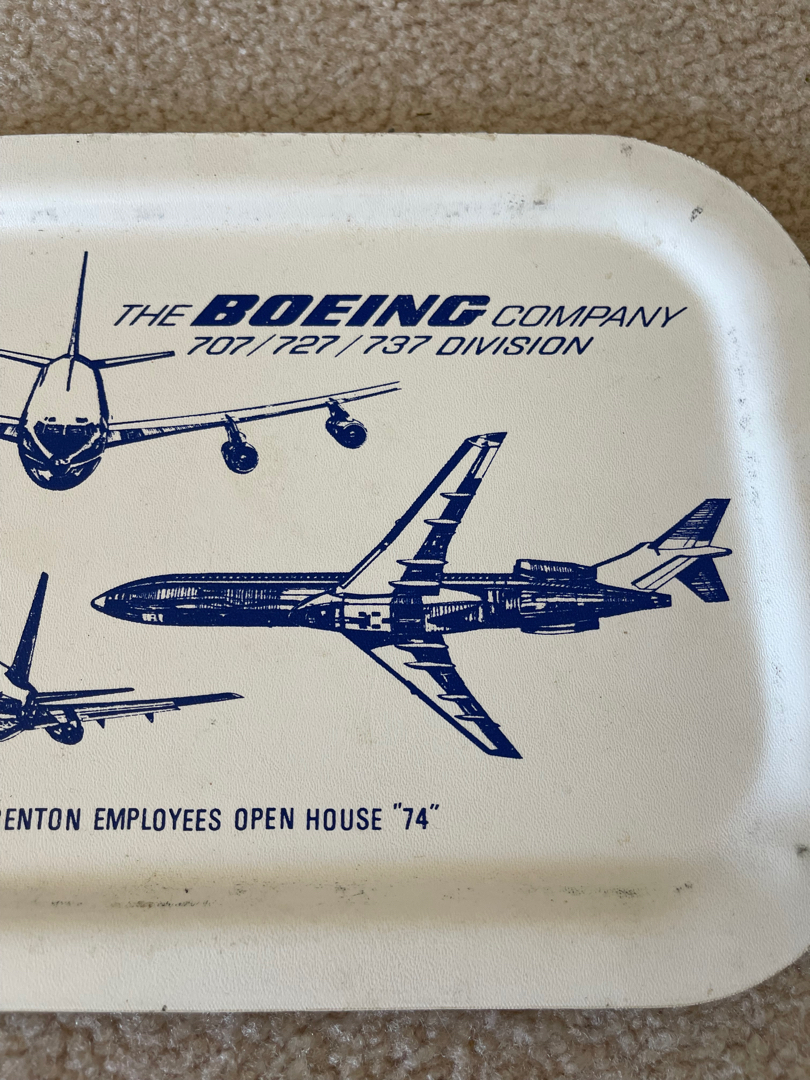 THE BOEING COMPANY
707/727/737 DIVISION
EMPLOYEES OPEN HOUSE "74"